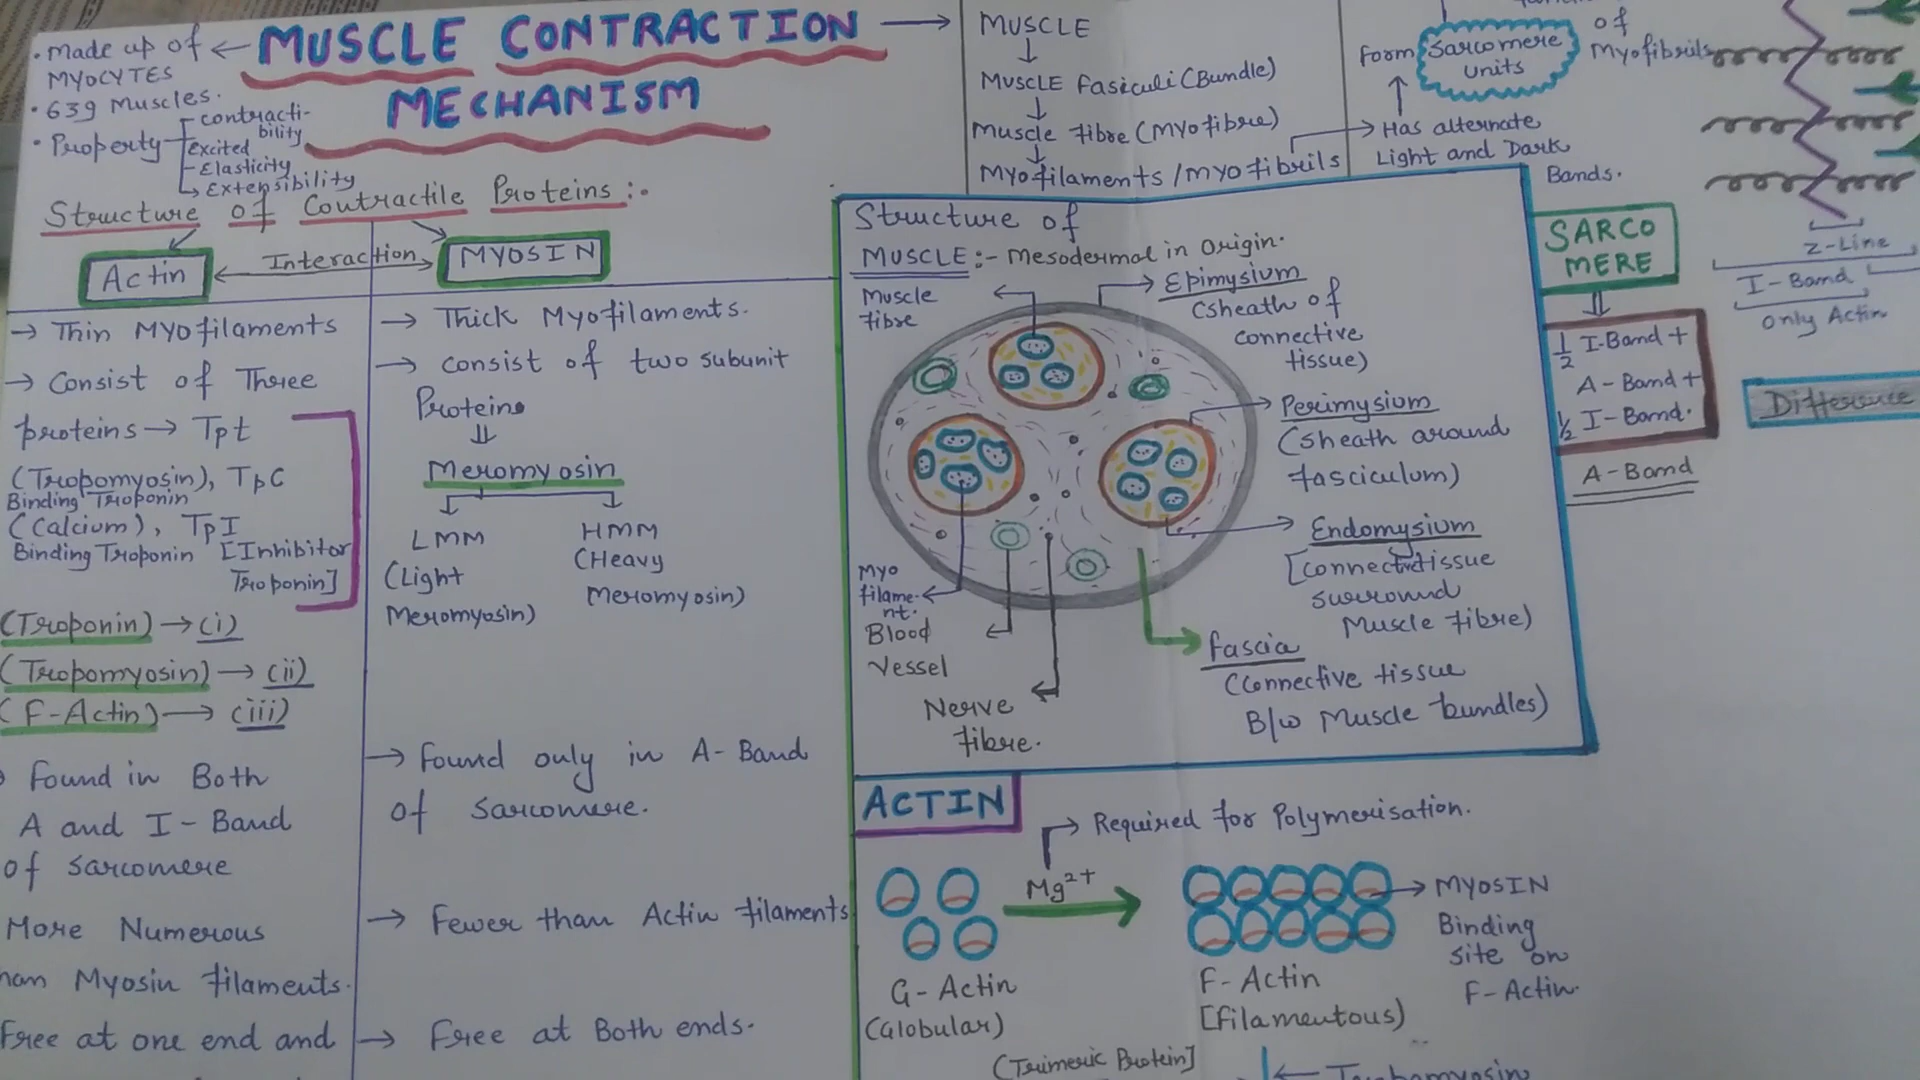 MUSCLE CONTRACTION
MECHANISM
• Made up of
MYOCYTES
• 639 Muscles.
• Property
contracti-
bility
excited
Elasticity
Extensibility
MUSCLE
MUSCLE fasiculi (Bundle)
Muscle fibre (Myofibre)
Myofilaments / myofibrils
Has alternate
Light and Dark
Bands.
form
Sarcomere
units
of
Myofibrils
Z-Line
I-Band
only Actin
Difference
Structure of Contractile Proteins :•
Actin
Interaction
MYOSIN
→ Thin Myofilaments
→ Consist of Three
proteins → Tpt
(Tropomyosin), TpC
Binding Troponin
(Calcium), TpI
Binding Troponin [Inhibitor
Troponin]
(Troponin) → (i)
(Tropomyosin) → (ii)
(F-Actin) → (iii)
Found in Both
A and I-Band
of sarcomere
More Numerous
Myosin filaments.
Free at one end and
→ Thick Myofilaments.
→ consist of two subunit
Proteins
Meromyosin
LMM
(Light
Meromyosin)
HMM
(Heavy
Meromyosin)
→ found only in A-Band
of sarcomere.
→ Fewer than Actin filaments
→ Free at Both ends.
Structure of
MUSCLE :- Mesodermal in origin.
Muscle
fibre
Epimysium
(sheath of
connective
tissue)
Perimysium
(sheath around
fasciculum)
Endomysium
[connectivetissue
surround
Muscle fibre)
fascia
(Connective tissue
B/w Muscle bundles)
Myo
filame-
nt.
Blood
vessel
Nerve
fibre.
SARCO
MERE
1/2 I-Band +
A-Band +
1/2 I-Band.
A-Band
ACTIN
Required for Polymerisation.
Mg2+
G-Actin
(Globular)
F-Actin
[filamentous)
MYOSIN
Binding
site on
F-Actin.
(Trimeric Protein]